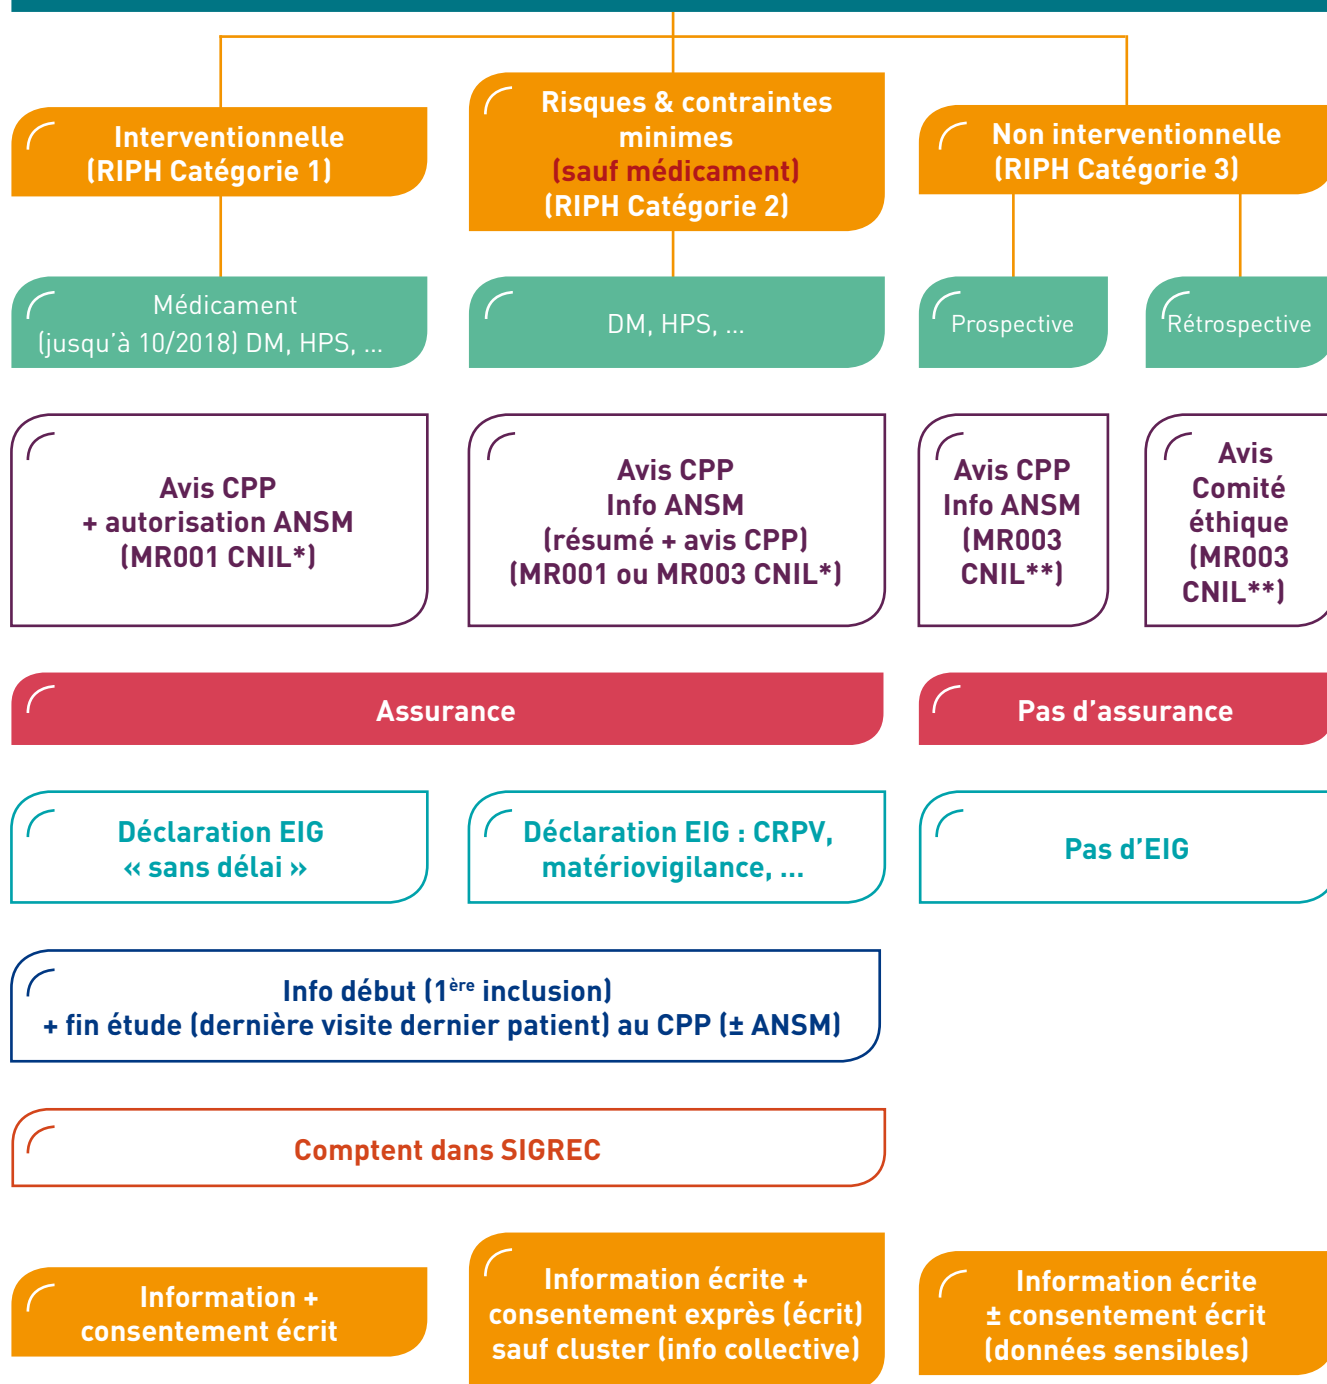 Interventionnelle
(RIPH Catégorie 1)
Risques & contraintes
minimes
(sauf médicament)
(RIPH Catégorie 2)
Non interventionnelle
(RIPH Catégorie 3)
Médicament
(jusqu'à 10/2018) DM, HPS, ...
DM, HPS, ...
Prospective
Rétrospective
Avis CPP
+ autorisation ANSM
(MR001 CNIL*)
Avis CPP
Info ANSM
(résumé + avis CPP)
(MR001 ou MR003 CNIL*)
Avis CPP
Info ANSM
(MR003
CNIL**)
Avis
Comité
éthique
(MR003
CNIL**)
Assurance
Pas d'assurance
Déclaration EIG
« sans délai »
Déclaration EIG : CRPV,
matériovigilance, ...
Pas d'EIG
Info début (1ère inclusion)
+ fin étude (dernière visite dernier patient) au CPP (± ANSM)
Comptent dans SIGREC
Information +
consentement écrit
Information écrite +
consentement exprès (écrit)
sauf cluster (info collective)
Information écrite
± consentement écrit
(données sensibles)